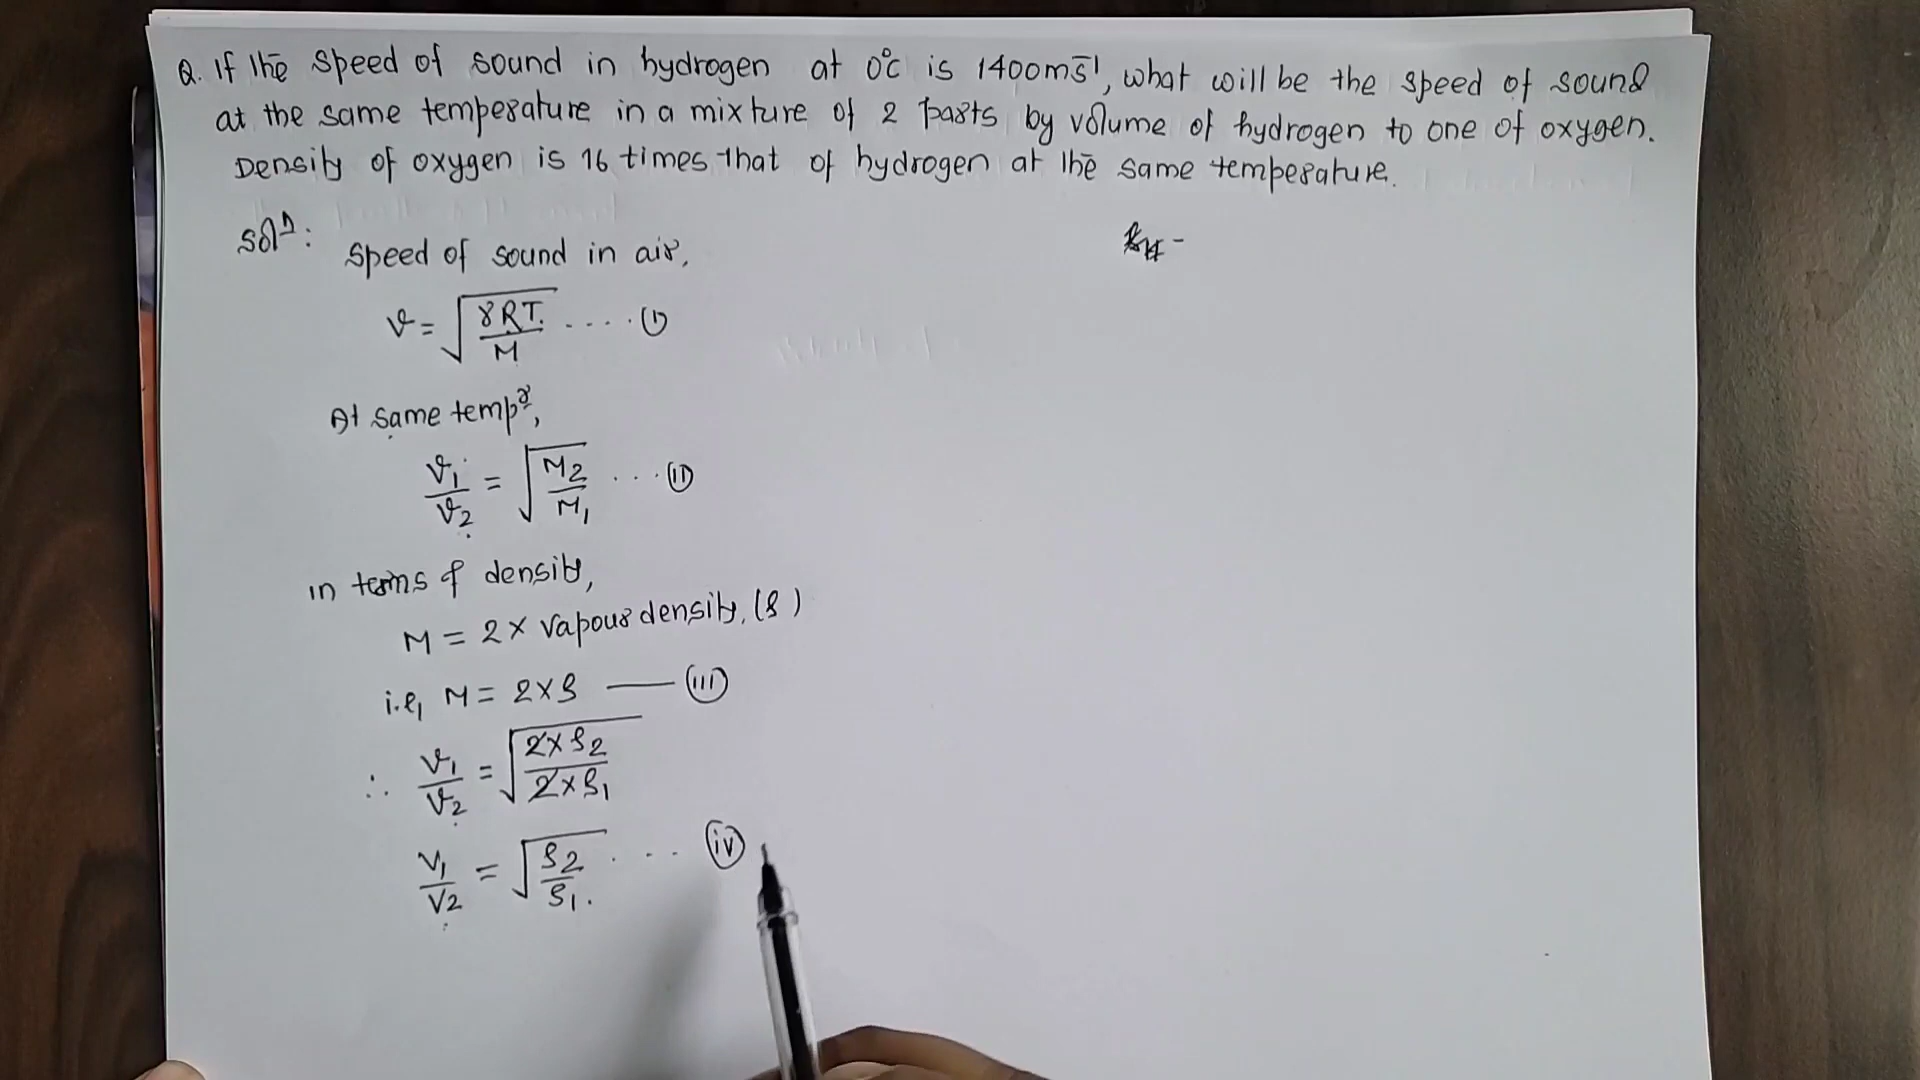 Q. If the speed of sound in hydrogen at 0°C is 1400ms⁻¹, what will be the speed of sound
at the same temperature in a mixture of 2 parts by volume of hydrogen to one of oxygen.
Density of oxygen is 16 times that of hydrogen at the same temperature.
Solⁿ:
speed of sound in air,
v = √(γRT/M) ..... (i)
At same tempr,
v₁/v₂ = √(M₂/M₁) .... (ii)
in terms of density,
M = 2 × vapour density, (ρ)
i.e, M = 2×ρ — (iii)
∴ v₁/v₂ = √(2×ρ₂/2×ρ₁)
v₁/v₂ = √(ρ₂/ρ₁) .... (iv)